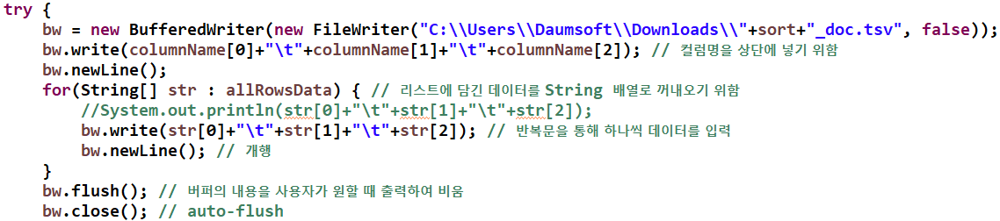 try {
    bw = new BufferedWriter(new FileWriter("C:\\Users\\Daumsoft\\Downloads\\"+sort+"_doc.tsv", false));
    bw.write(columnName[0]+"\t"+columnName[1]+"\t"+columnName[2]); // 컬럼명을 상단에 넣기 위함
    bw.newLine();
    for(String[] str : allRowsData) { // 리스트에 담긴 데이터를 String 배열로 꺼내오기 위함
        //System.out.println(str[0]+"\t"+str[1]+"\t"+str[2]);
        bw.write(str[0]+"\t"+str[1]+"\t"+str[2]); // 반복문을 통해 하나씩 데이터를 입력
        bw.newLine(); // 개행
    }
    bw.flush(); // 버퍼의 내용을 사용자가 원할 때 출력하여 비움
    bw.close(); // auto-flush